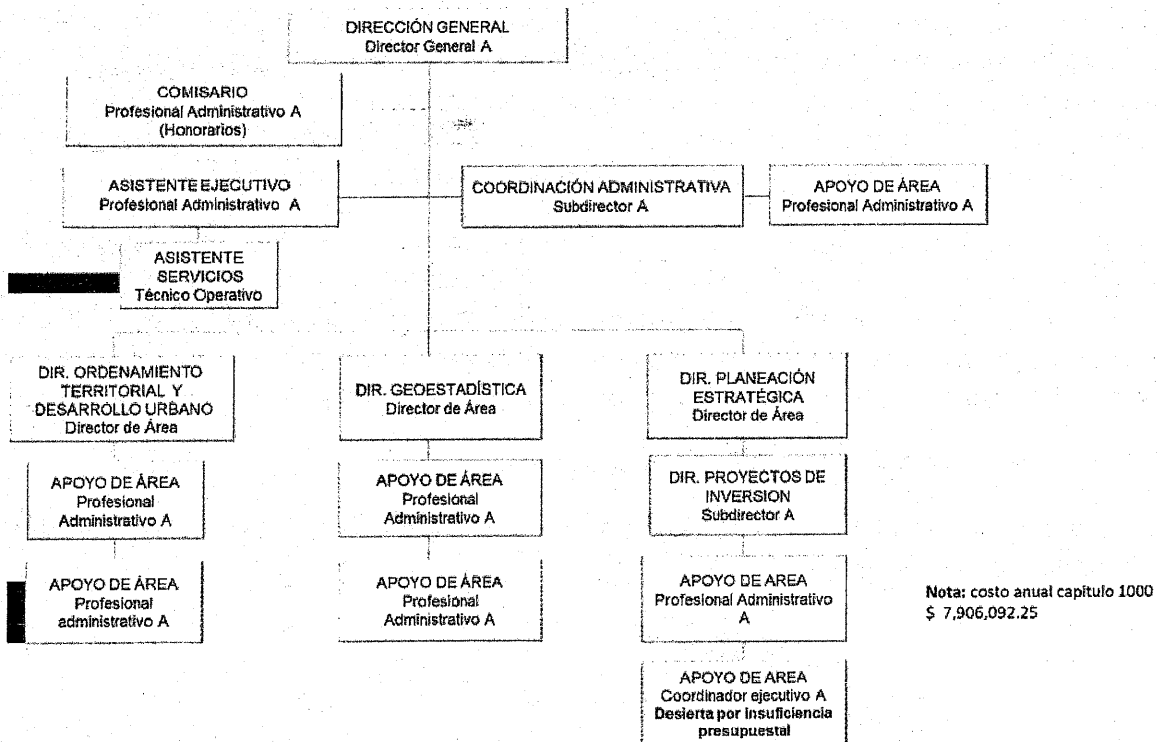 DIRECCIÓN GENERAL
Director General A
COMISARIO
Profesional Administrativo A
(Honorarios)
ASISTENTE EJECUTIVO
Profesional Administrativo A
COORDINACIÓN ADMINISTRATIVA
Subdirector A
APOYO DE ÁREA
Profesional Administrativo A
ASISTENTE
SERVICIOS
Técnico Operativo
DIR. ORDENAMIENTO
TERRITORIAL Y
DESARROLLO URBANO
Director de Área
DIR. GEOESTADÍSTICA
Director de Área
DIR. PLANEACIÓN
ESTRATÉGICA
Director de Área
APOYO DE ÁREA
Profesional
Administrativo A
APOYO DE ÁREA
Profesional
Administrativo A
DIR. PROYECTOS DE
INVERSION
Subdirector A
APOYO DE ÁREA
Profesional
administrativo A
APOYO DE ÁREA
Profesional
Administrativo A
APOYO DE AREA
Profesional Administrativo
A
Nota: costo anual capitulo 1000
$ 7,906,092.25
APOYO DE AREA
Coordinador ejecutivo A
Desierta por insuficiencia
presupuestal